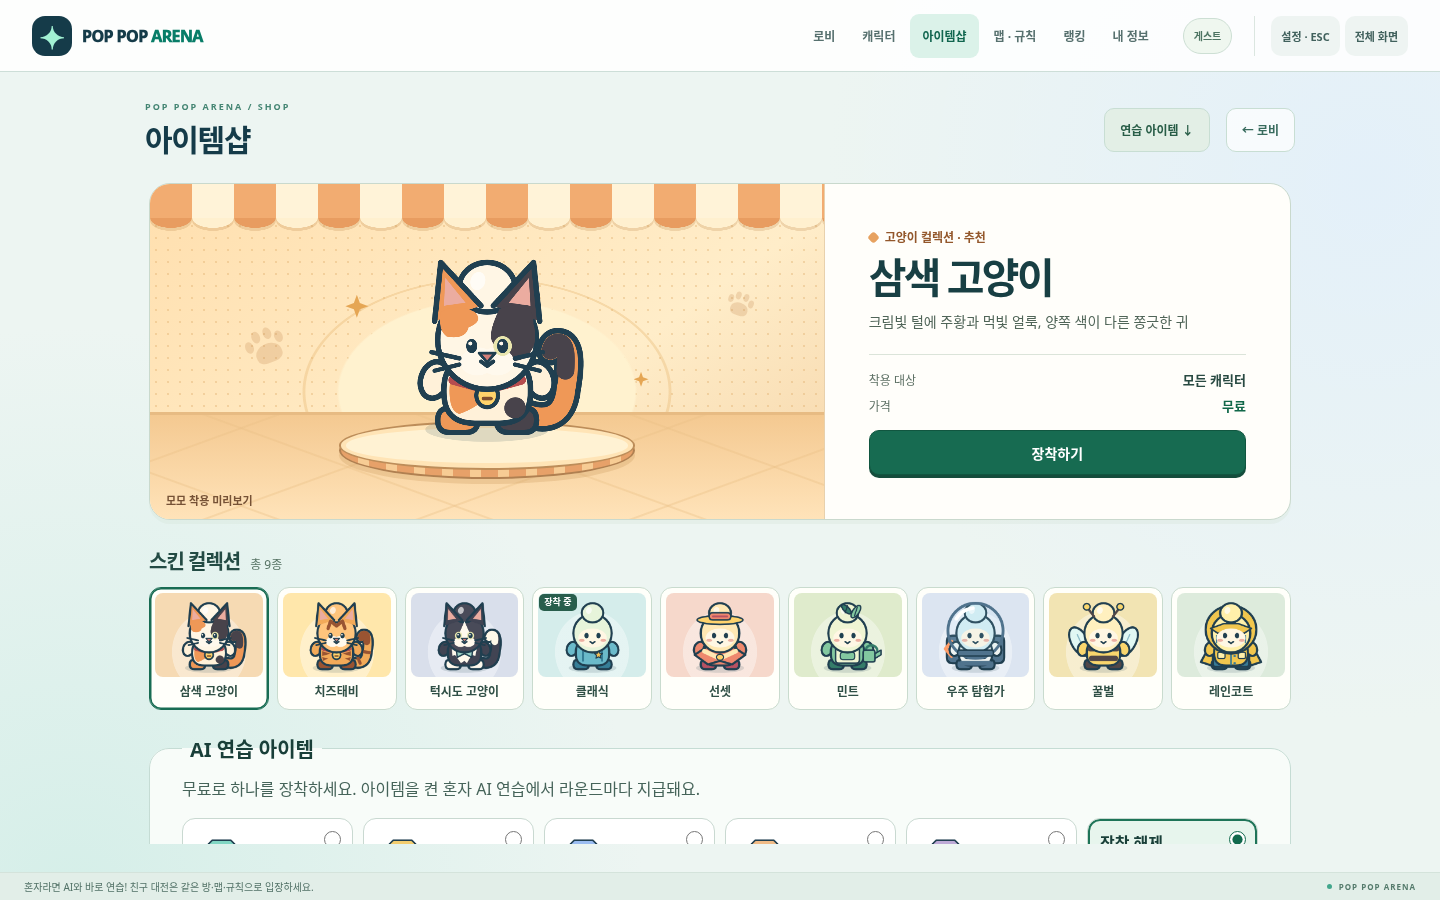 POP POP ARENA
로비
캐릭터
아이템샵
맵 · 규칙
랭킹
내 정보
게스트
설정 · ESC
전체 화면
POP POP ARENA / SHOP
아이템샵
연습 아이템 ↓
← 로비
모모 착용 미리보기
고양이 컬렉션 · 추천
삼색 고양이
크림빛 털에 주황과 먹빛 얼룩, 양쪽 색이 다른 쫑긋한 귀
착용 대상
모든 캐릭터
가격
무료
장착하기
스킨 컬렉션
총 9종
삼색 고양이
치즈태비
턱시도 고양이
장착 중
클래식
선셋
민트
우주 탐험가
꿀벌
레인코트
AI 연습 아이템
무료로 하나를 장착하세요. 아이템을 켠 혼자 AI 연습에서 라운드마다 지급돼요.
장착 해제
혼자라면 AI와 바로 연습! 친구 대전은 같은 방·맵·규칙으로 입장하세요.
POP POP ARENA